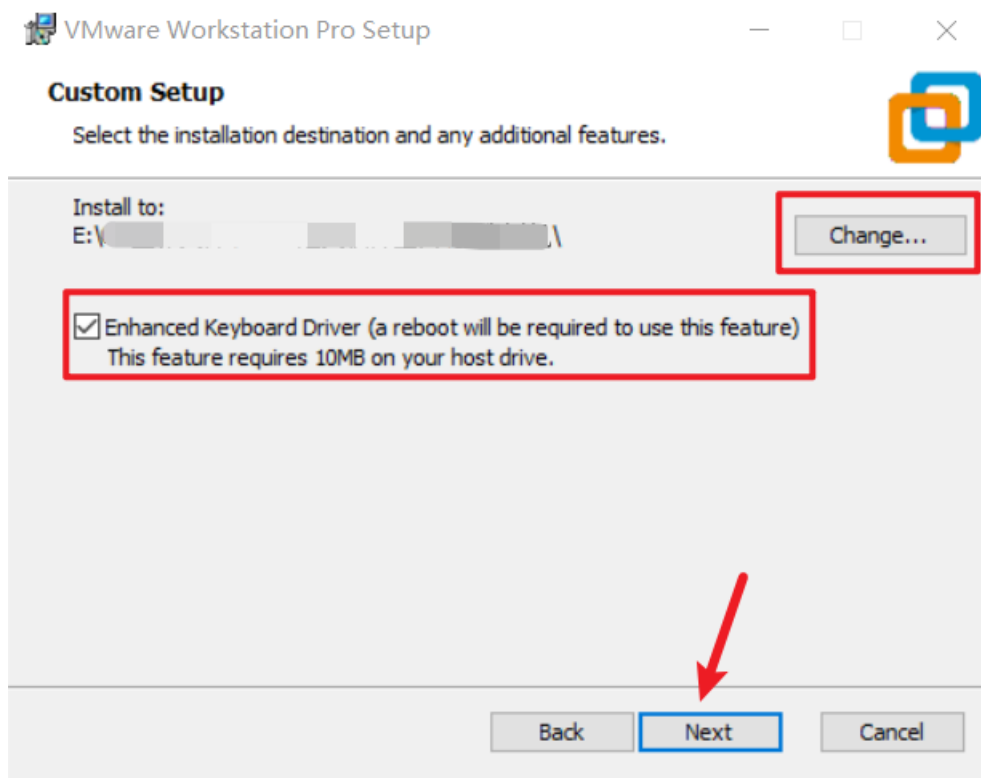 VMware Workstation Pro Setup
Custom Setup
Select the installation destination and any additional features.
Install to:
E:\
Change...
Enhanced Keyboard Driver (a reboot will be required to use this feature)
This feature requires 10MB on your host drive.
Back
Next
Cancel